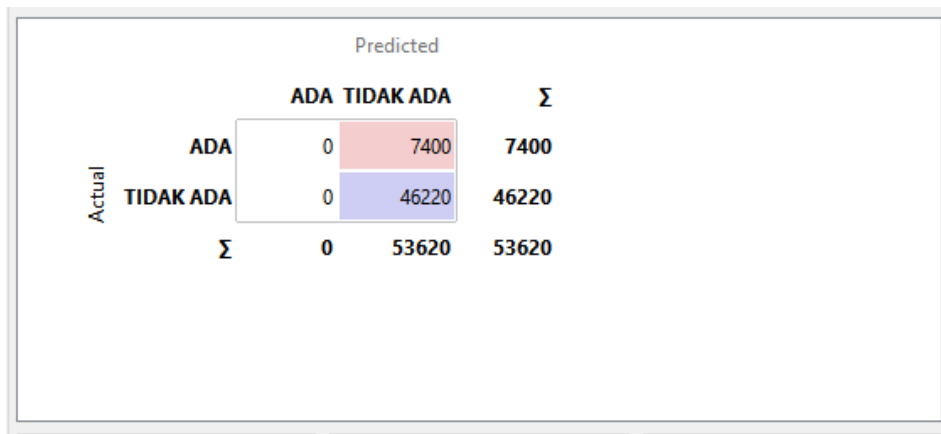 Predicted
ADA TIDAK ADA Σ
ADA 0 7400 7400
Actual
TIDAK ADA 0 46220 46220
Σ 0 53620 53620